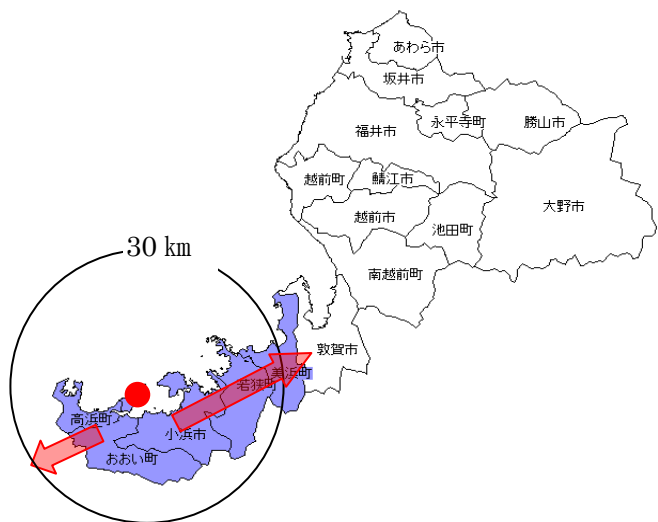 あわら市
坂井市
永平寺町
勝山市
福井市
越前町
鯖江市
大野市
越前市
池田町
30 km
南越前町
敦賀市
美浜町
若狭町
高浜町
小浜市
おおい町